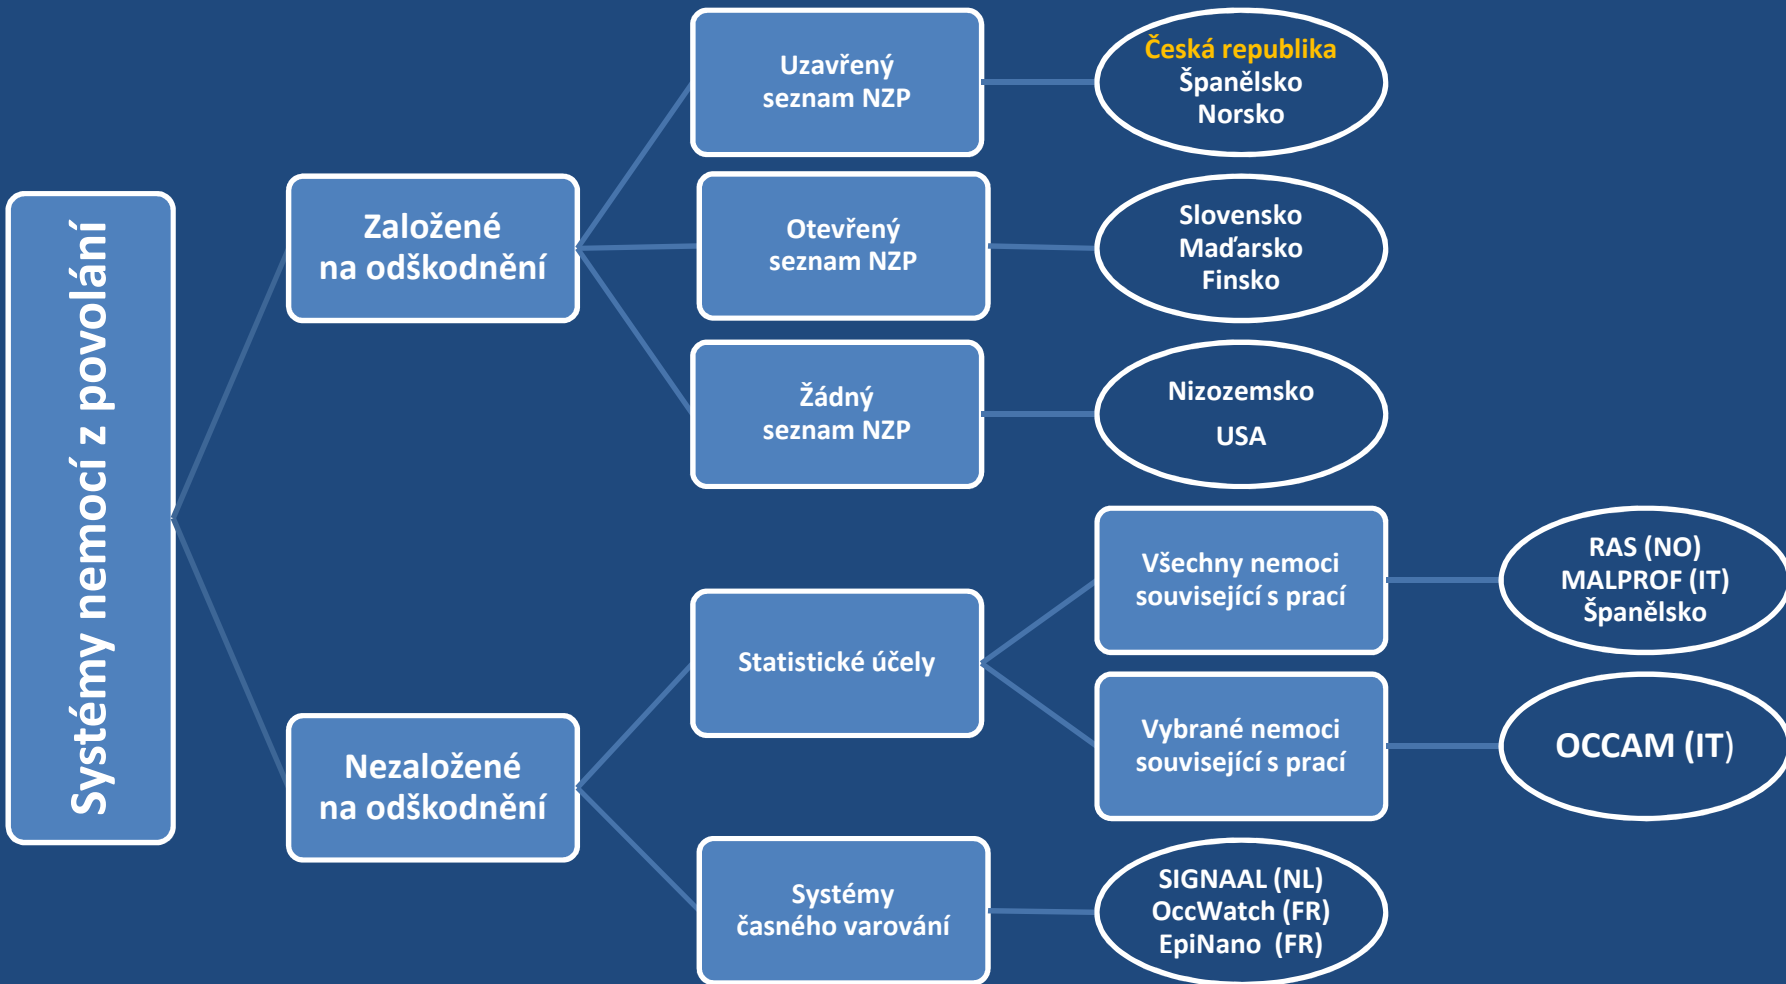 Systémy nemocí z povolání
Založené
na odškodnění
Uzavřený
seznam NZP
Česká republika
Španělsko
Norsko
Otevřený
seznam NZP
Slovensko
Maďarsko
Finsko
Žádný
seznam NZP
Nizozemsko
USA
Nezaložené
na odškodnění
Statistické účely
Všechny nemoci
související s prací
RAS (NO)
MALPROF (IT)
Španělsko
Vybrané nemoci
související s prací
OCCAM (IT)
Systémy
časného varování
SIGNAAL (NL)
OccWatch (FR)
EpiNano (FR)